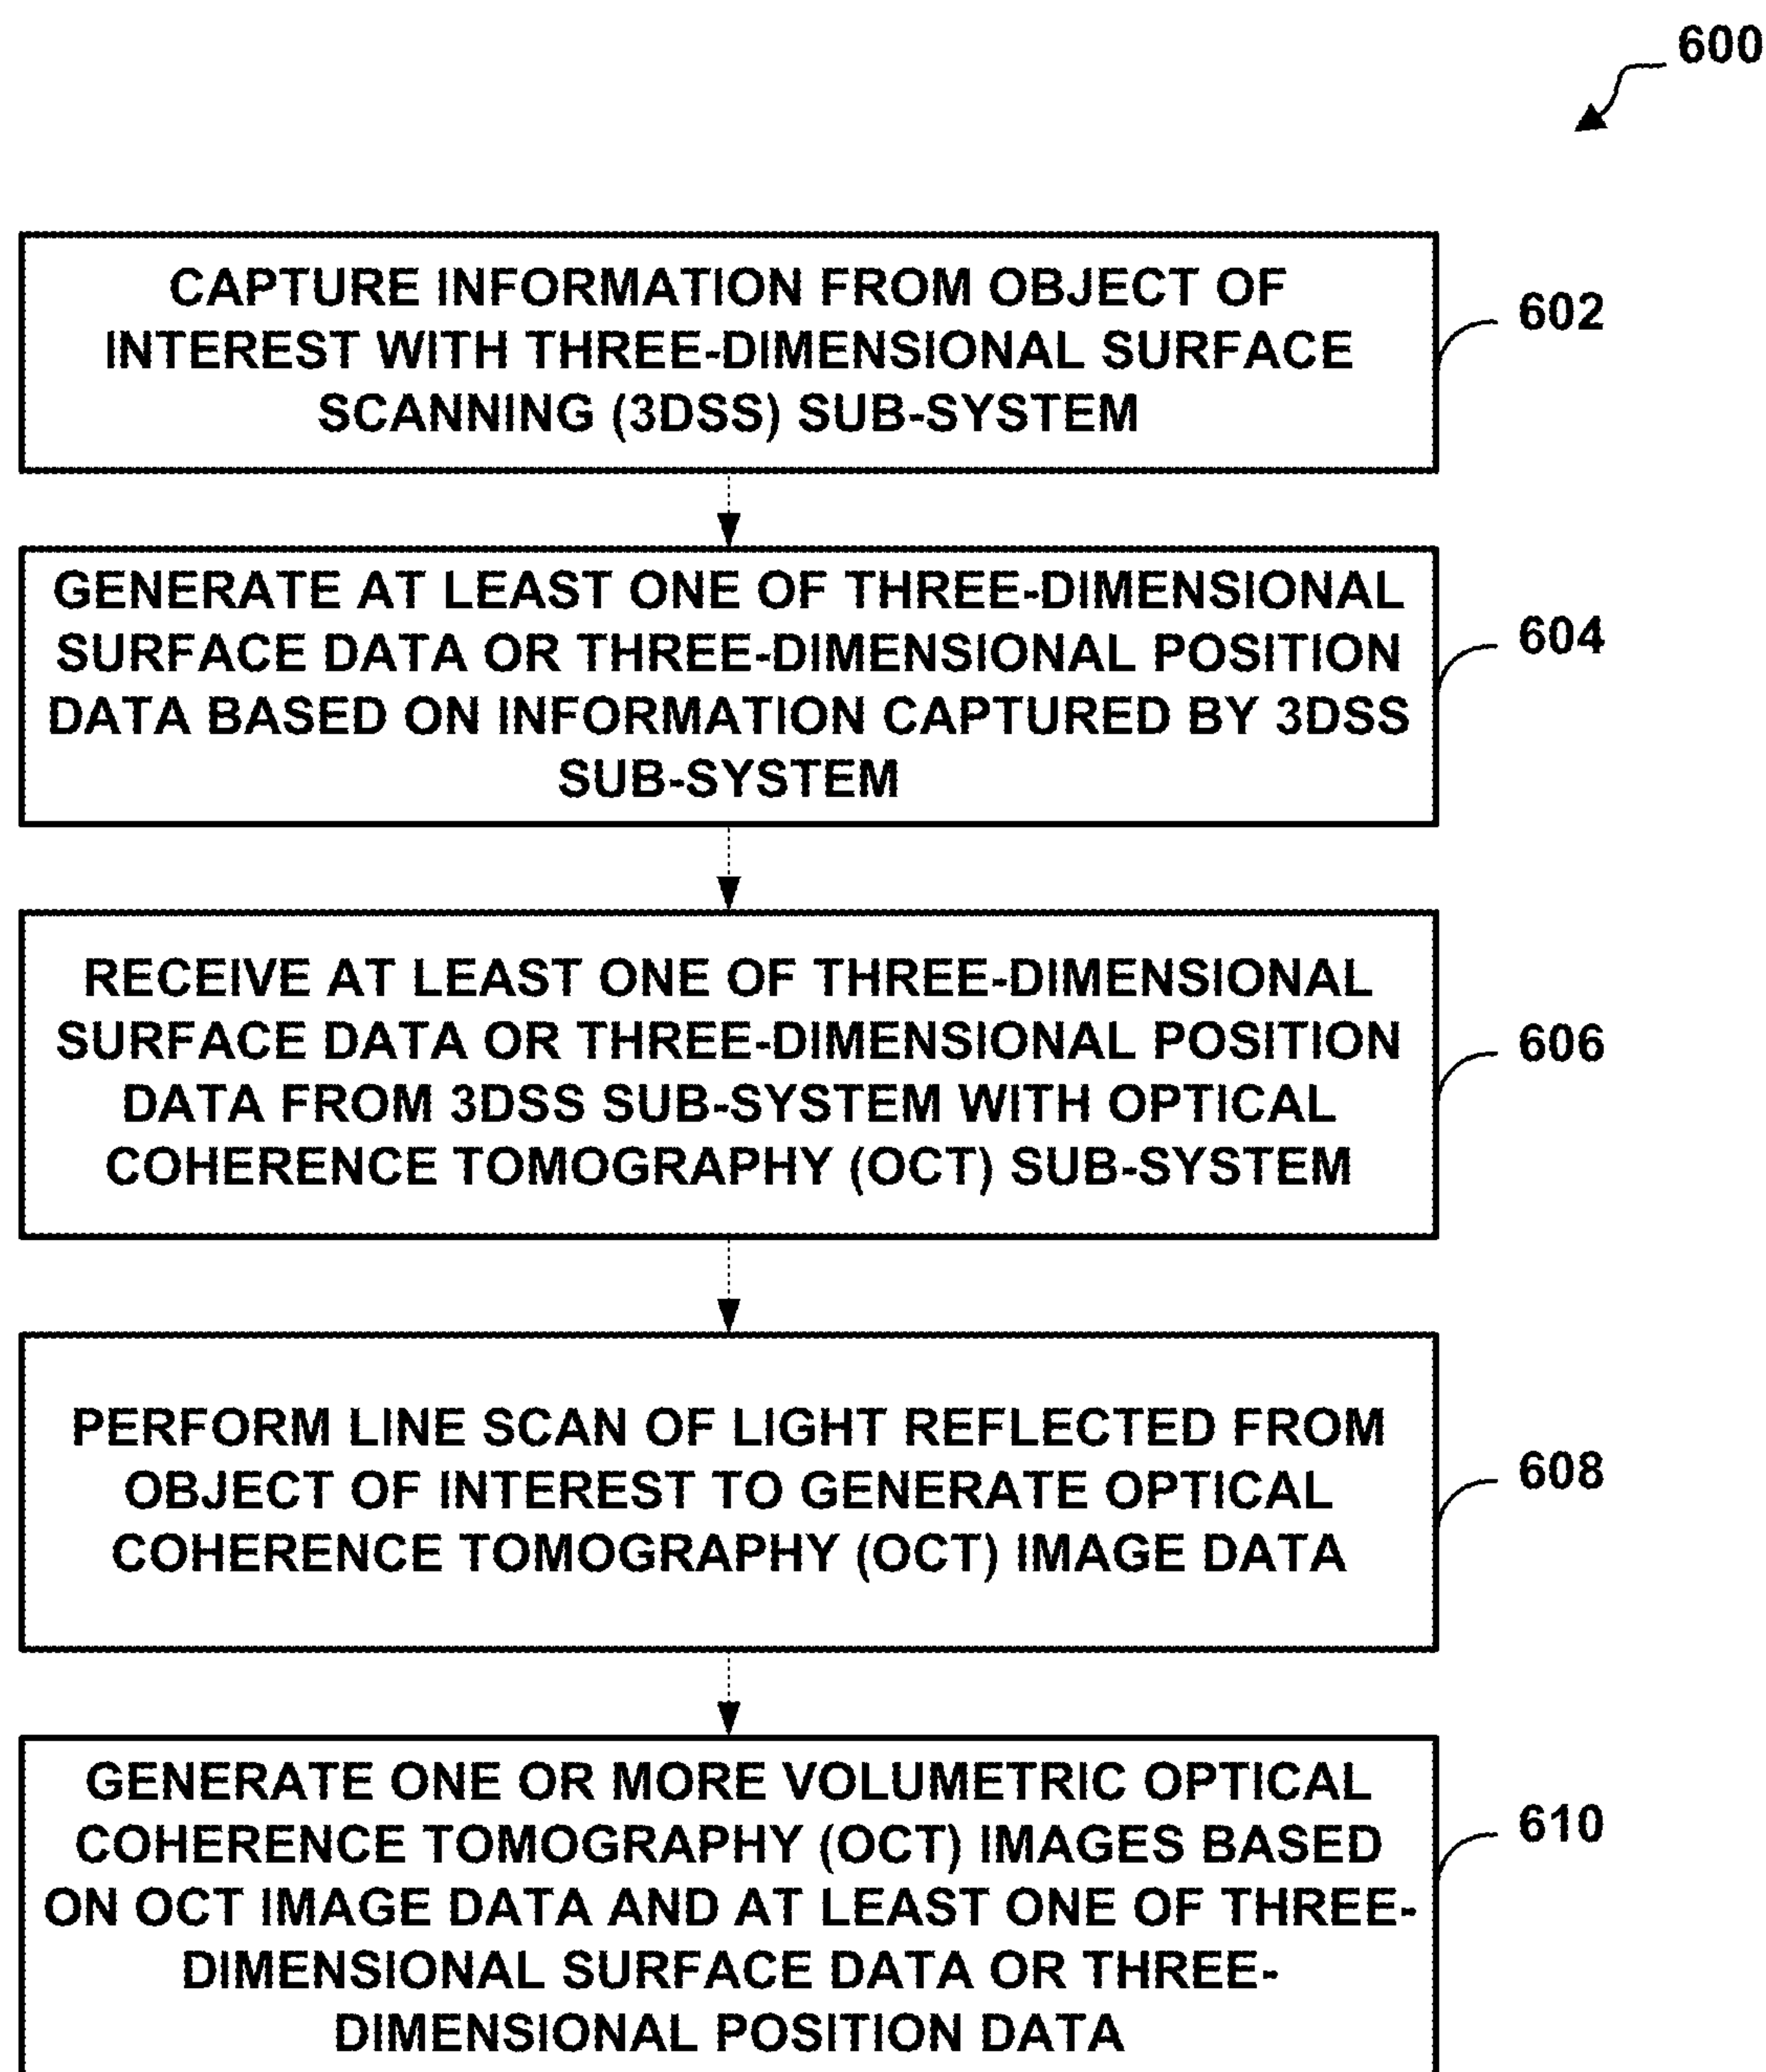 600
CAPTURE INFORMATION FROM OBJECT OF
INTEREST WITH THREE-DIMENSIONAL SURFACE
SCANNING (3DSS) SUB-SYSTEM
602
GENERATE AT LEAST ONE OF THREE-DIMENSIONAL
SURFACE DATA OR THREE-DIMENSIONAL POSITION
DATA BASED ON INFORMATION CAPTURED BY 3DSS
SUB-SYSTEM
604
RECEIVE AT LEAST ONE OF THREE-DIMENSIONAL
SURFACE DATA OR THREE-DIMENSIONAL POSITION
DATA FROM 3DSS SUB-SYSTEM WITH OPTICAL
COHERENCE TOMOGRAPHY (OCT) SUB-SYSTEM
606
PERFORM LINE SCAN OF LIGHT REFLECTED FROM
OBJECT OF INTEREST TO GENERATE OPTICAL
COHERENCE TOMOGRAPHY (OCT) IMAGE DATA
608
GENERATE ONE OR MORE VOLUMETRIC OPTICAL
COHERENCE TOMOGRAPHY (OCT) IMAGES BASED
ON OCT IMAGE DATA AND AT LEAST ONE OF THREE-
DIMENSIONAL SURFACE DATA OR THREE-
DIMENSIONAL POSITION DATA
610